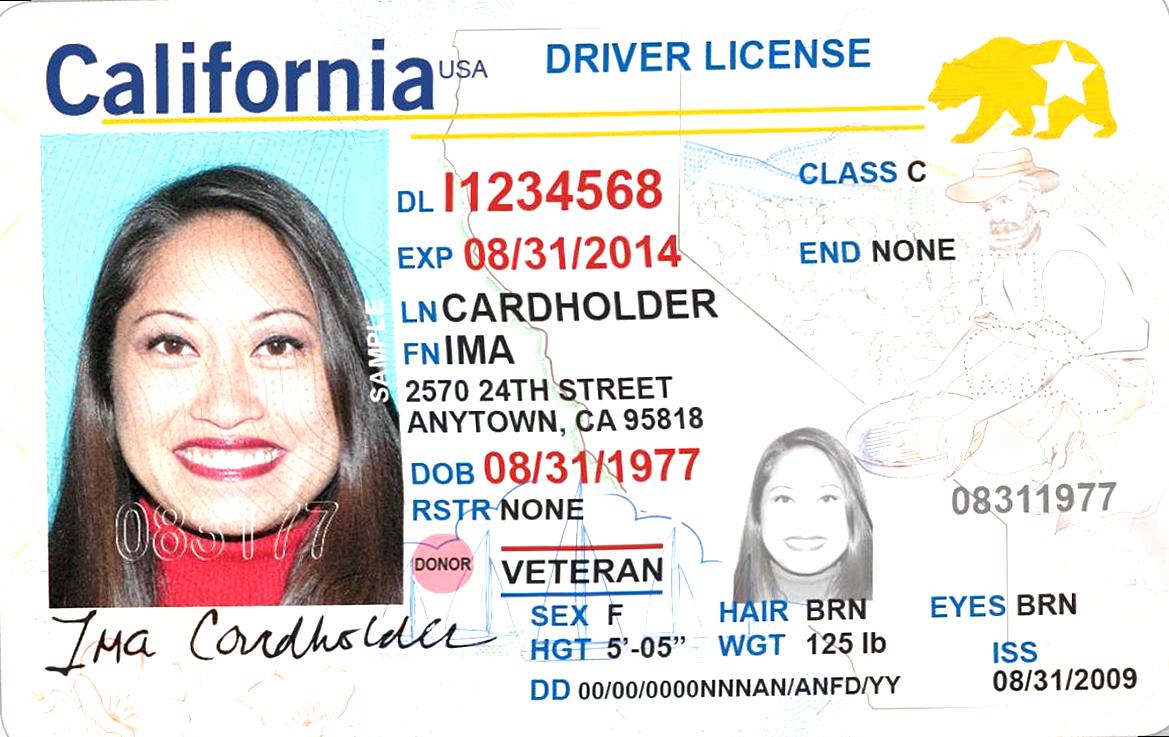 California USA DRIVER LICENSE
DL I1234568
CLASS C
EXP 08/31/2014
END NONE
LN CARDHOLDER
FN IMA
2570 24TH STREET
ANYTOWN, CA 95818
DOB 08/31/1977
RSTR NONE
08311977
SAMPLE
083177
DONOR
VETERAN
SEX F HAIR BRN EYES BRN
HGT 5'-05" WGT 125 lb
ISS
08/31/2009
DD 00/00/0000NNNAN/ANFD/YY
Ima Cardholder